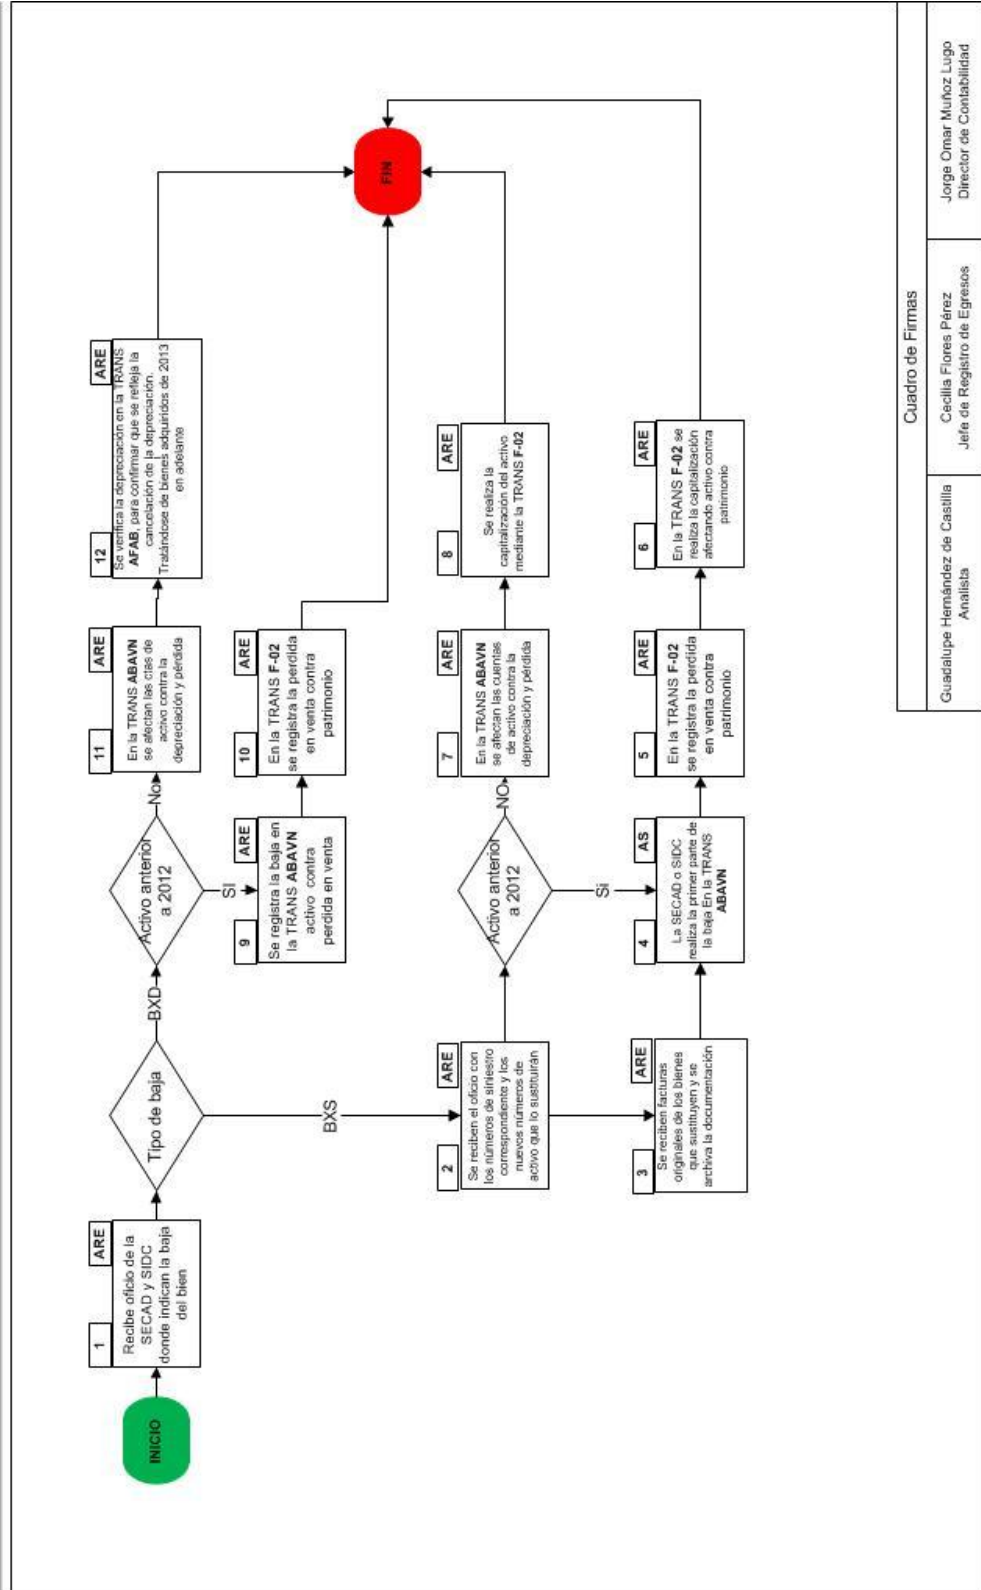 INICIO
1
ARE
Recibe oficio de la
SECAD y SIDC
donde indican la baja
del bien
Tipo de baja
BXD
Activo anterior
a 2012
No
11
ARE
En la TRANS ABAVN
se afectan las ctas de
activo contra la
depreciación y pérdida
12
ARE
Se verifica la depreciación en la TRANS
AFAB, para confirmar que se refleja la
cancelación de la depreciación.
Tratándose de bienes adquiridos de 2013
en adelante
SI
9
ARE
Se registra la baja en
la TRANS ABAVN
activo contra
perdida en venta
10
ARE
En la TRANS F-02
se registra la perdida
en venta contra
patrimonio
FIN
BXS
2
ARE
Se reciben el oficio con
los números de siniestro
correspondiente y los
nuevos números de
activo que lo sustituirán
Activo anterior
a 2012
NO
7
ARE
En la TRANS ABAVN
se afectan las cuentas
de activo contra la
depreciación y pérdida
8
ARE
Se realiza la
capitalización del activo
mediante la TRANS F-02
Si
3
ARE
Se reciben facturas
originales de los bienes
que sustituyen y se
archiva la documentación
4
AS
La SECAD o SIDC
realiza la primer parte de
la baja En la TRANS
ABAVN
5
ARE
En la TRANS F-02
se registra la perdida
en venta contra
patrimonio
6
ARE
En la TRANS F-02 se
realiza la capitalización
afectando activo contra
patrimonio
Cuadro de Firmas
Guadalupe Hernández de Castilla
Analista
Cecilia Flores Pérez
Jefe de Registro de Egresos
Jorge Omar Muñoz Lugo
Director de Contabilidad